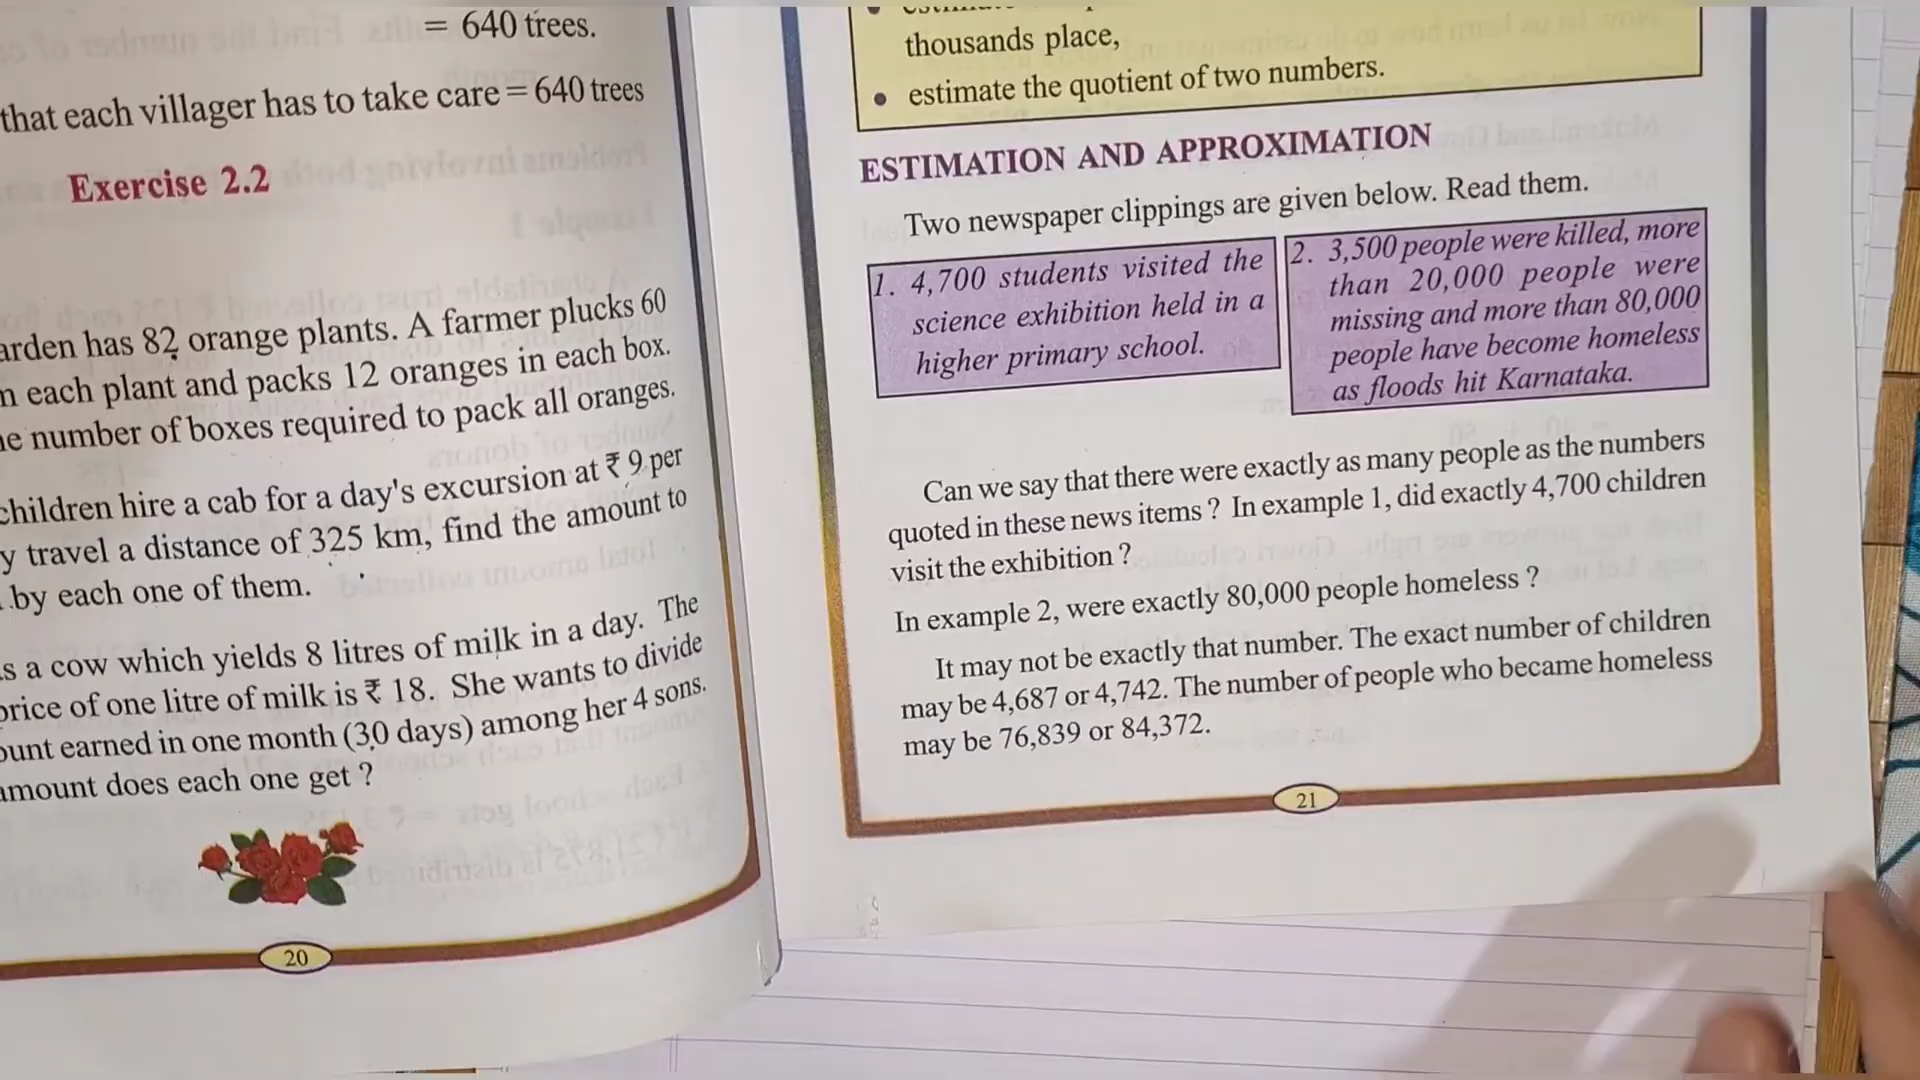 = 640 trees.
that each villager has to take care = 640 trees
Exercise 2.2
arden has 82 orange plants. A farmer plucks 60
n each plant and packs 12 oranges in each box.
e number of boxes required to pack all oranges.
children hire a cab for a day's excursion at ₹ 9 per
y travel a distance of 325 km, find the amount to
by each one of them.
s a cow which yields 8 litres of milk in a day. The
price of one litre of milk is ₹ 18. She wants to divide
ount earned in one month (30 days) among her 4 sons.
amount does each one get ?
20
thousands place,
• estimate the quotient of two numbers.
ESTIMATION AND APPROXIMATION
Two newspaper clippings are given below. Read them.
1. 4,700 students visited the
science exhibition held in a
higher primary school.
2. 3,500 people were killed, more
than 20,000 people were
missing and more than 80,000
people have become homeless
as floods hit Karnataka.
Can we say that there were exactly as many people as the numbers
quoted in these news items ? In example 1, did exactly 4,700 children
visit the exhibition ?
In example 2, were exactly 80,000 people homeless ?
It may not be exactly that number. The exact number of children
may be 4,687 or 4,742. The number of people who became homeless
may be 76,839 or 84,372.
21